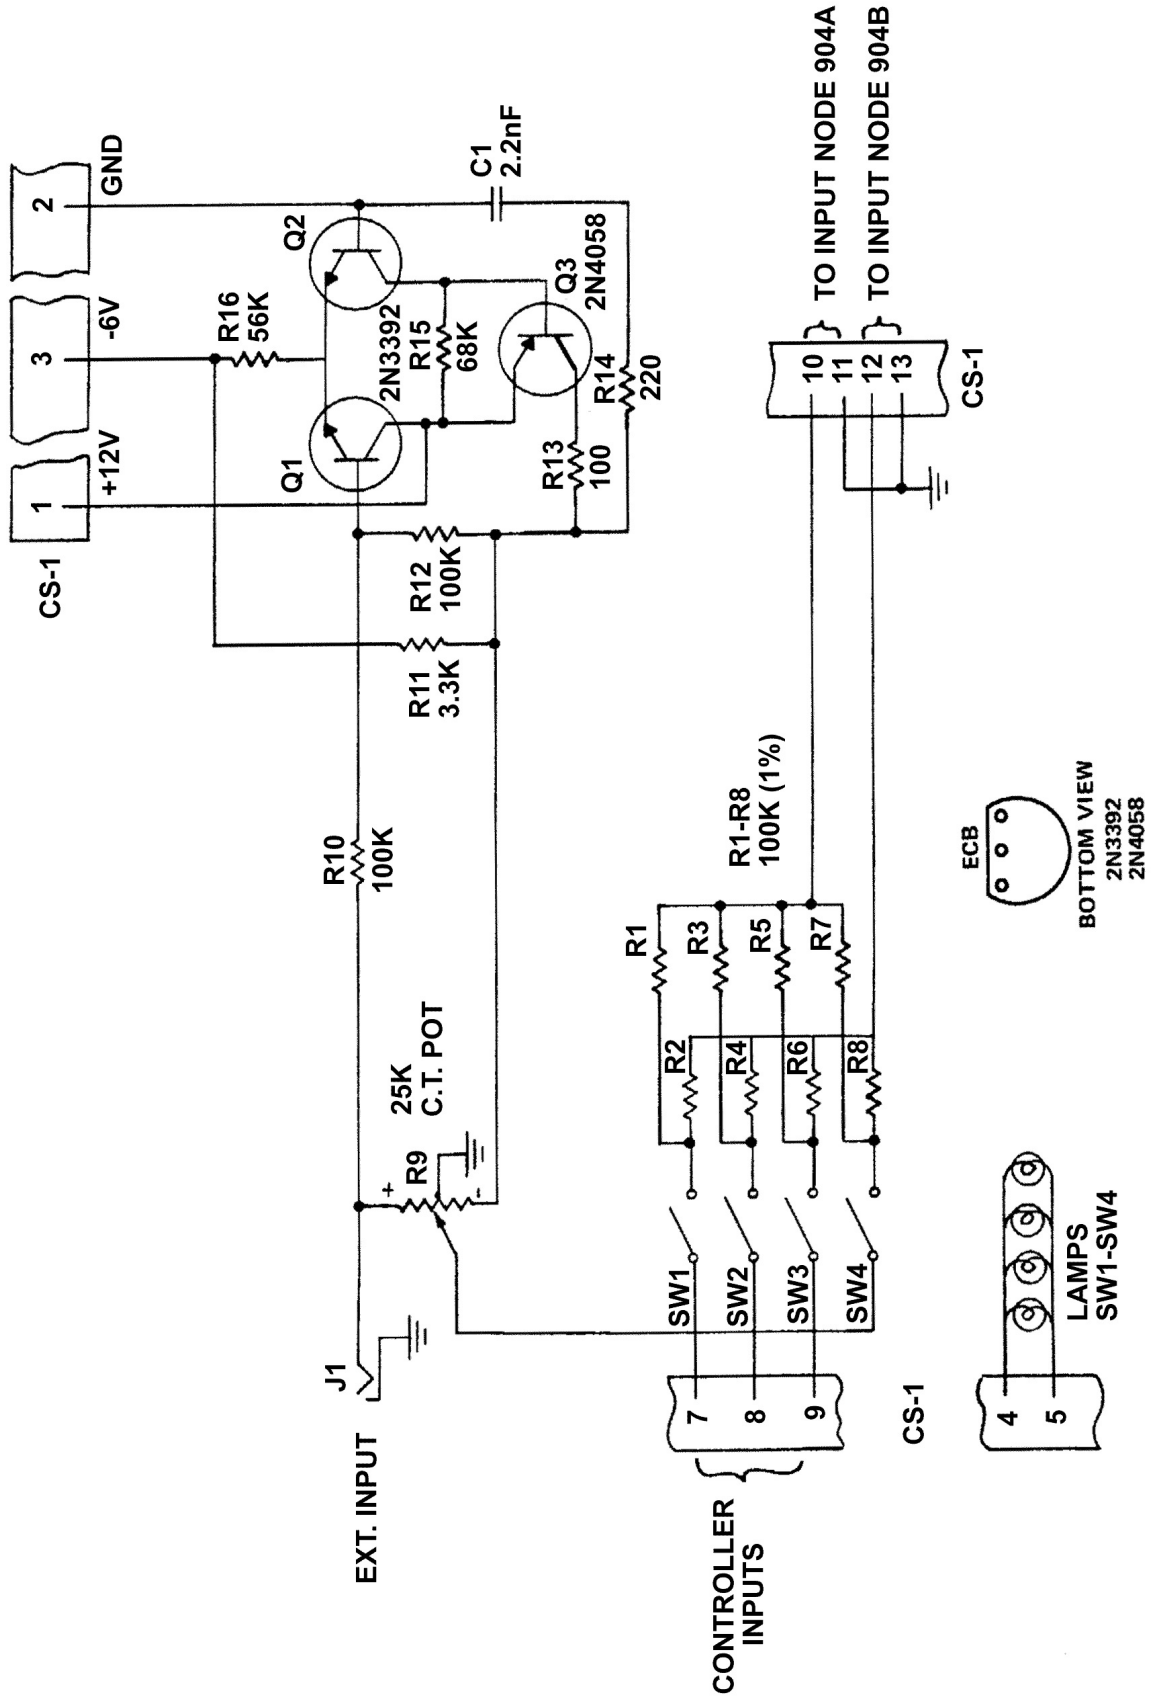 CS-1
1
3
2
+12V
-6V
GND
R16
56K
Q1
Q2
2N3392
R15
68K
Q3
2N4058
C1
2.2nF
R12
100K
R11
3.3K
R13
100
R14
220
R10
100K
25K
C.T. POT
R9
+
-
J1
EXT. INPUT
R1-R8
100K (1%)
R1
R3
R5
R7
R2
R4
R6
R8
SW1
SW2
SW3
SW4
7
8
9
CS-1
CONTROLLER
INPUTS
10
11
12
13
CS-1
TO INPUT NODE 904A
TO INPUT NODE 904B
4
5
LAMPS
SW1-SW4
ECB
BOTTOM VIEW
2N3392
2N4058